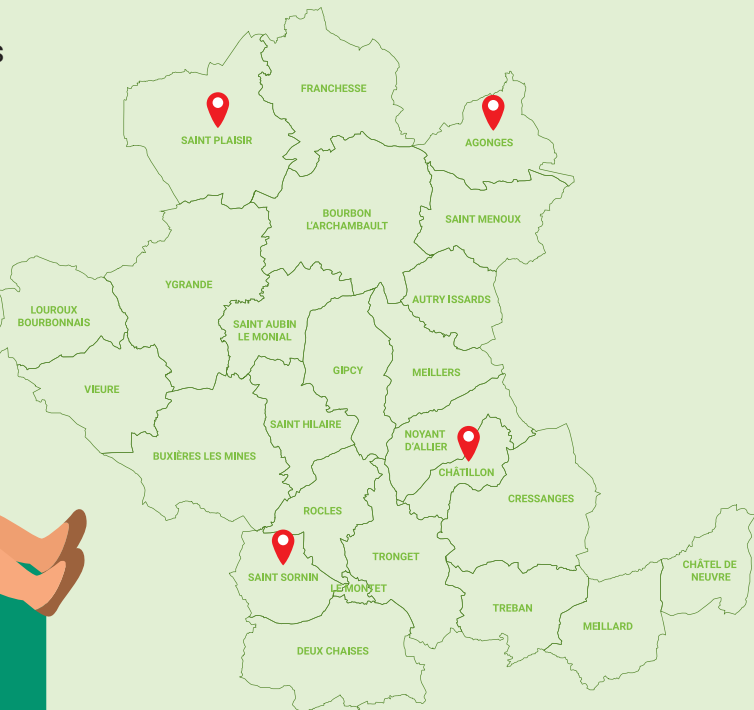 s
FRANCHESSE
SAINT PLAISIR
AGONGES
BOURBON
L'ARCHAMBAULT
SAINT MENOUX
YGRANDE
AUTRY ISSARDS
LOUROUX
BOURBONNAIS
SAINT AUBIN
LE MONIAL
GIPCY
MEILLERS
VIEURE
SAINT HILAIRE
NOYANT
D'ALLIER
BUXIÈRES LES MINES
CHÂTILLON
CRESSANGES
ROCLES
TRONGET
CHÂTEL DE
NEUVRE
SAINT SORNIN
LE MONTET
TREBAN
MEILLARD
DEUX CHAISES